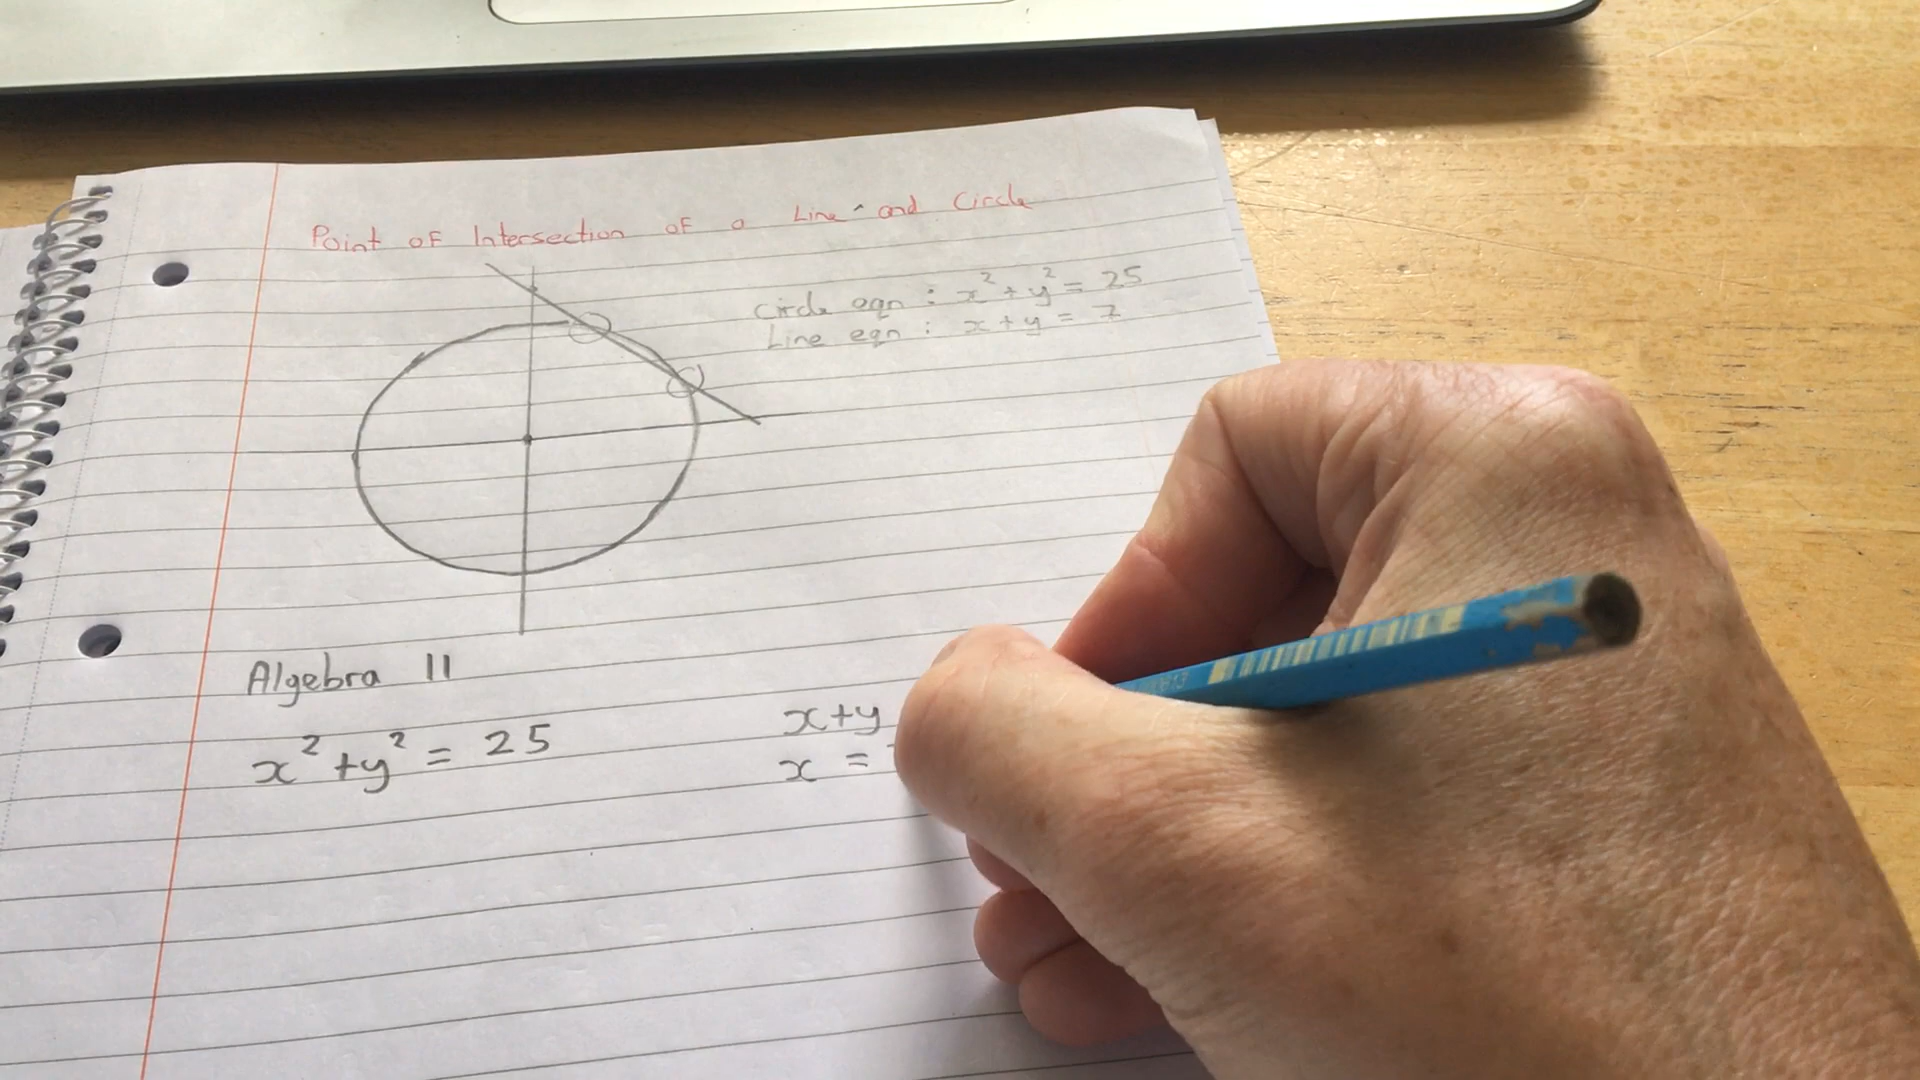 Point of Intersection of a Line and Circle
Circle eqn : x² + y² = 25
Line eqn : x + y = 7
Algebra 11
x² + y² = 25
x + y
x =